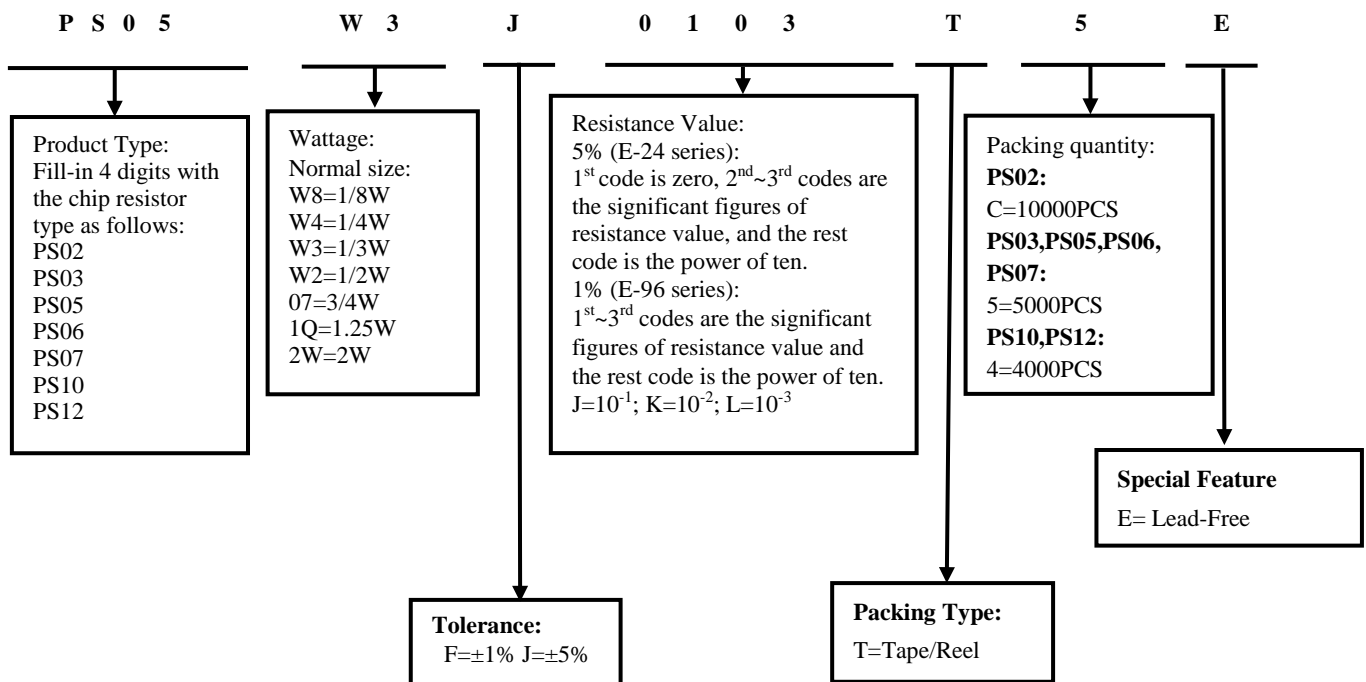 P S 0 5 W 3 J 0 1 0 3 T 5 E
Product Type:
Fill-in 4 digits with
the chip resistor
type as follows:
PS02
PS03
PS05
PS06
PS07
PS10
PS12
Wattage:
Normal size:
W8=1/8W
W4=1/4W
W3=1/3W
W2=1/2W
07=3/4W
1Q=1.25W
2W=2W
Resistance Value:
5% (E-24 series):
1st code is zero, 2nd~3rd codes are
the significant figures of
resistance value, and the rest
code is the power of ten.
1% (E-96 series):
1st~3rd codes are the significant
figures of resistance value and
the rest code is the power of ten.
J=10-1; K=10-2; L=10-3
Packing quantity:
PS02:
C=10000PCS
PS03,PS05,PS06,
PS07:
5=5000PCS
PS10,PS12:
4=4000PCS
Special Feature
E= Lead-Free
Tolerance:
F=±1% J=±5%
Packing Type:
T=Tape/Reel